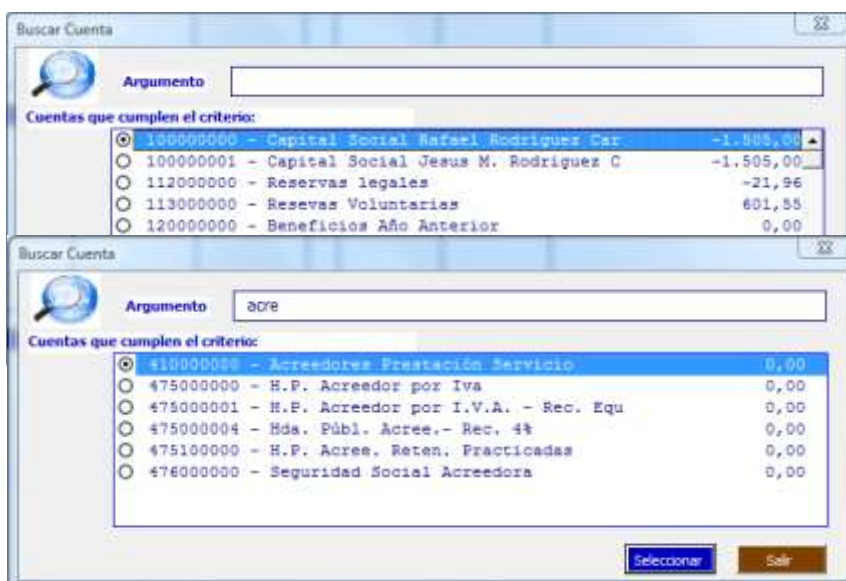 Buscar Cuenta
Argumento
Cuentas que cumplen el criterio:
100000000 - Capital Social Rafael Rodriguez Car -1.505,00
100000001 - Capital Social Jesus M. Rodriguez C -1.505,00
112000000 - Reservas legales -21,96
113000000 - Resevas Voluntarias 601,55
120000000 - Beneficios Año Anterior 0,00
Buscar Cuenta
Argumento acre
Cuentas que cumplen el criterio:
410000000 - Acreedores Prestación Servicio 0,00
475000000 - H.P. Acreedor por Iva 0,00
475000001 - H.P. Acreedor por I.V.A. - Rec. Equ 0,00
475000004 - Hda. Públ. Acree.- Rec. 4% 0,00
475100000 - H.P. Acree. Reten. Practicadas 0,00
476000000 - Seguridad Social Acreedora 0,00
Seleccionar Salir